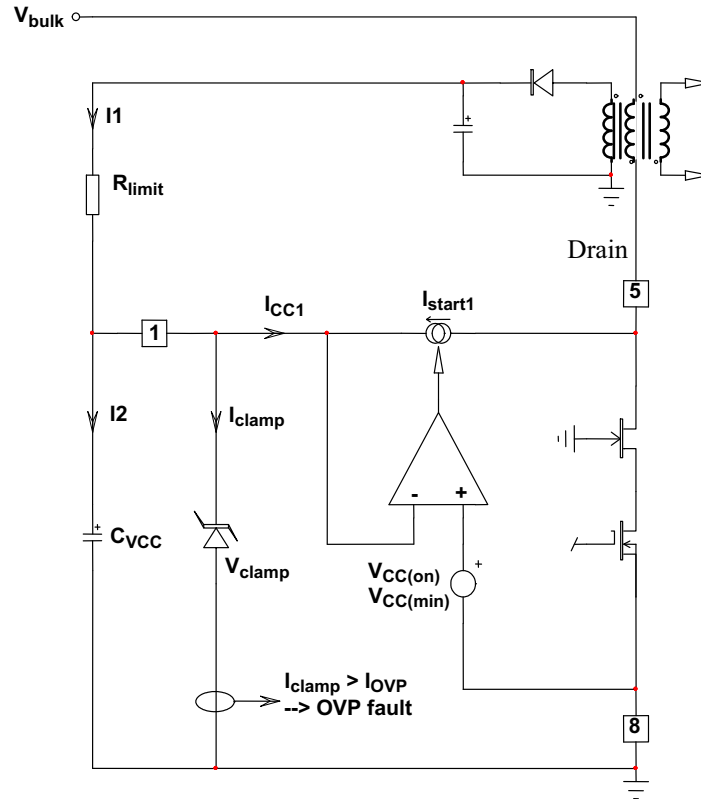 Vbulk
I1
Rlimit
Drain
5
ICC1
Istart1
1
I2
Iclamp
- +
CVCC
Vclamp
VCC(on)
VCC(min)
Iclamp > IOVP
--> OVP fault
8